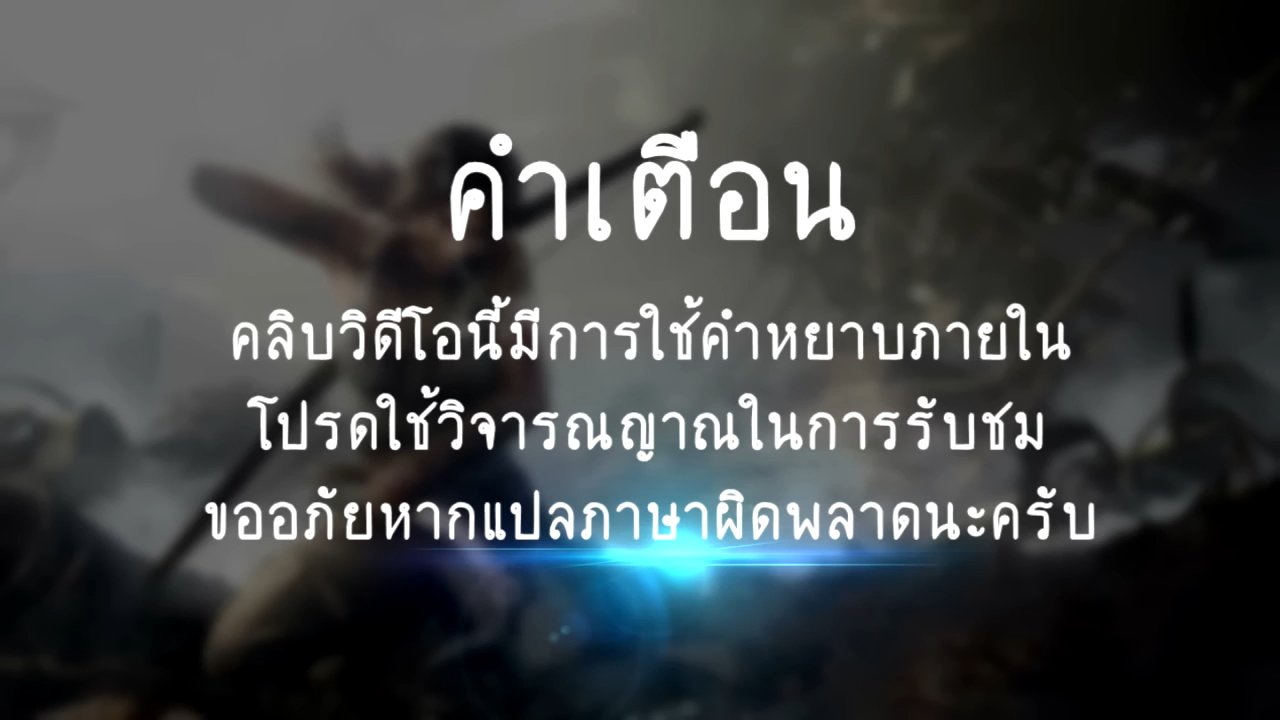 คำเตือน
คลิบวิดีโอนี้มีการใช้คำหยาบภายใน
โปรดใช้วิจารณญาณในการรับชม
ขออภัยหากแปลภาษาผิดพลาดนะครับ